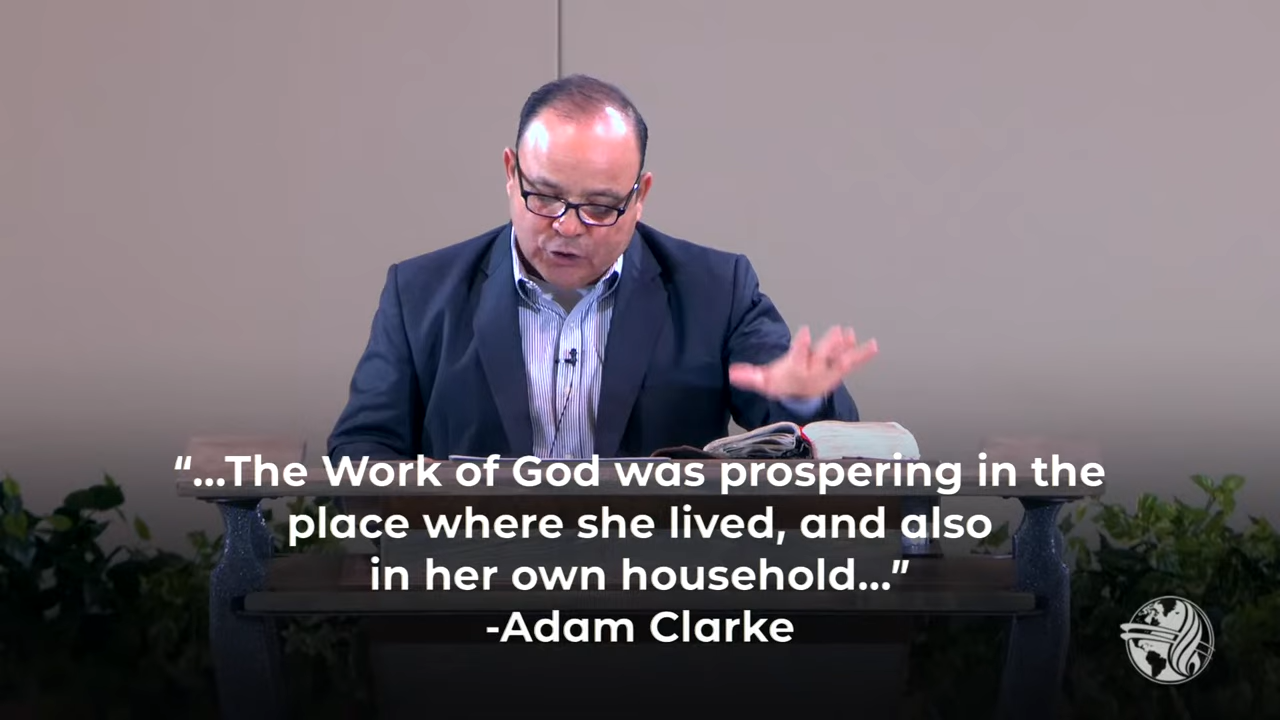 “...The Work of God was prospering in the
place where she lived, and also
in her own household...”
-Adam Clarke